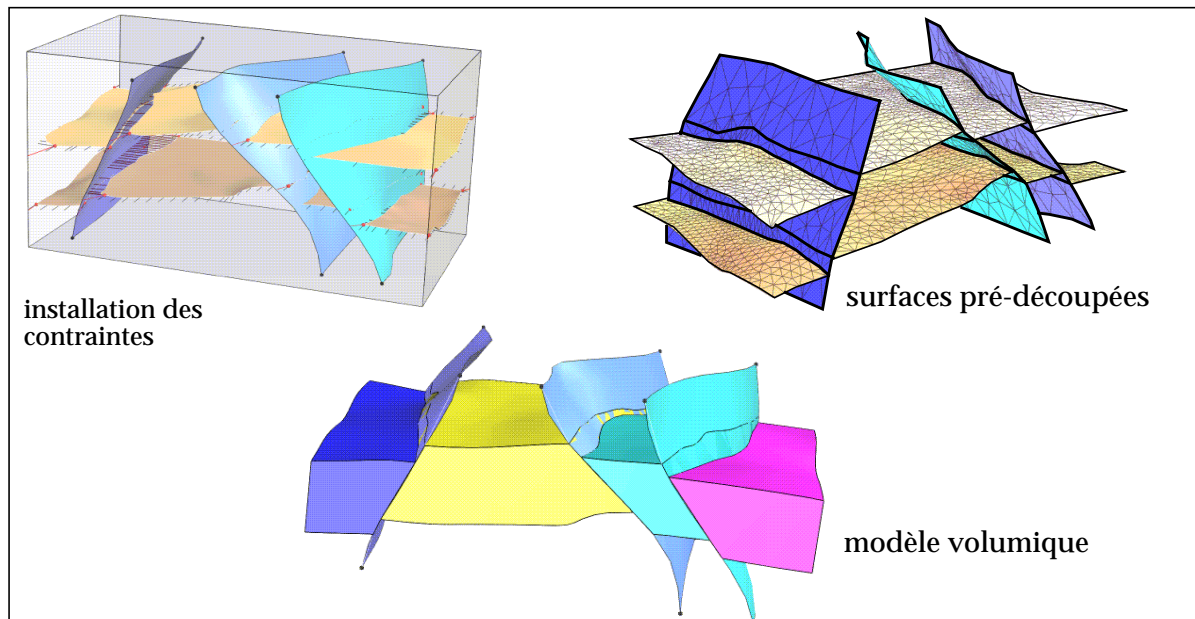 installation des
contraintes
surfaces pré-découpées
modèle volumique